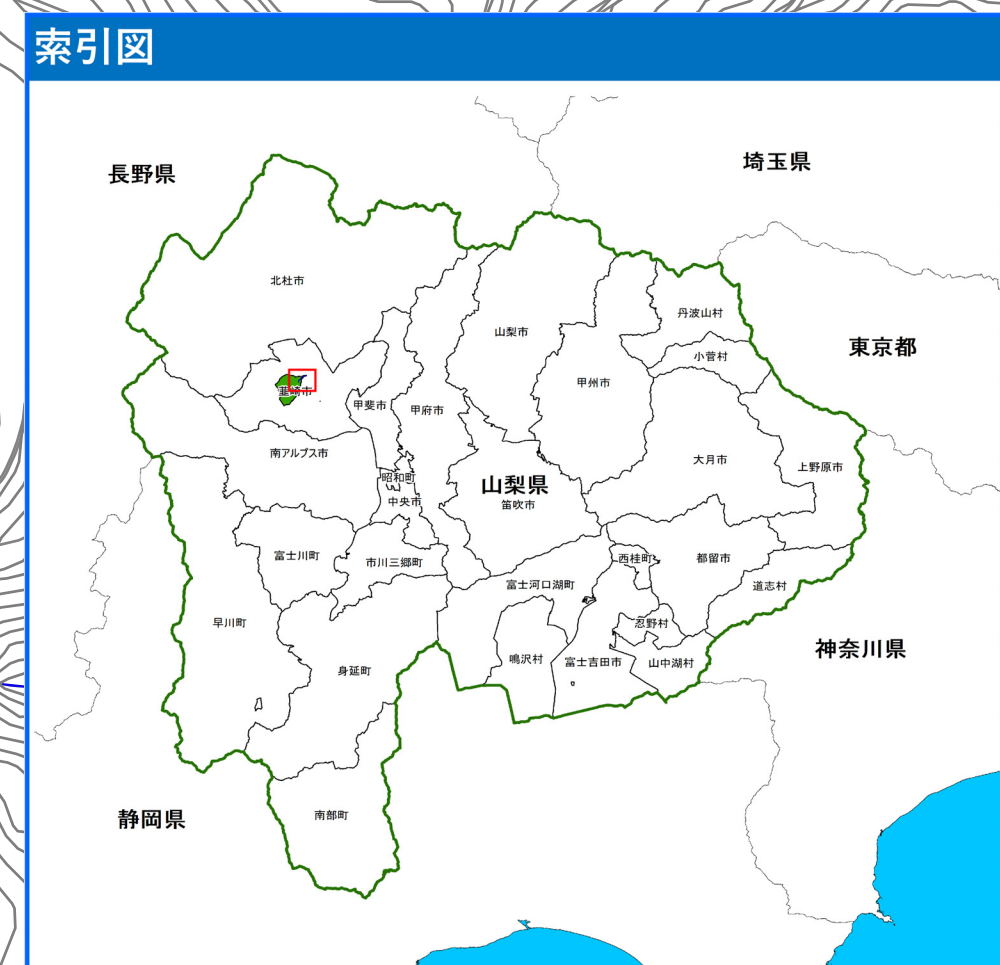 索引図
長野県
埼玉県
北杜市
丹波山村
山梨市
東京都
小菅村
甲州市
韮崎市
甲斐市
甲府市
南アルプス市
大月市
上野原市
昭和町
山梨県
中央市
笛吹市
富士川町
市川三郷町
西桂町
都留市
富士河口湖町
道志村
早川町
忍野村
神奈川県
鳴沢村
富士吉田市
山中湖村
身延町
南部町
静岡県